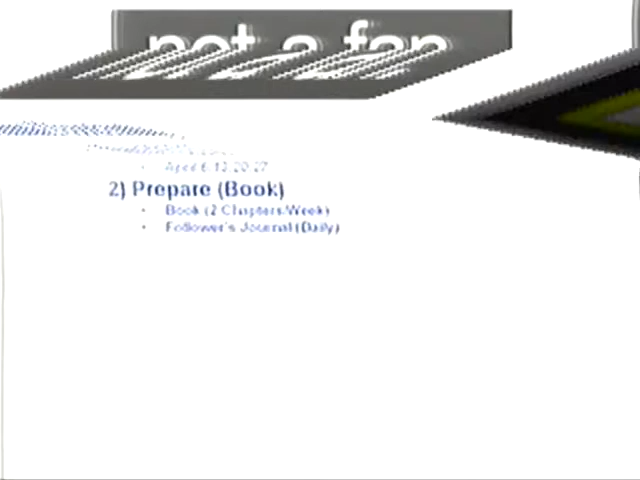 not a fan
April 6,13,20,27
2) Prepare (Book)
Book (2 Chapters/Week)
Follower's Journal (Daily)